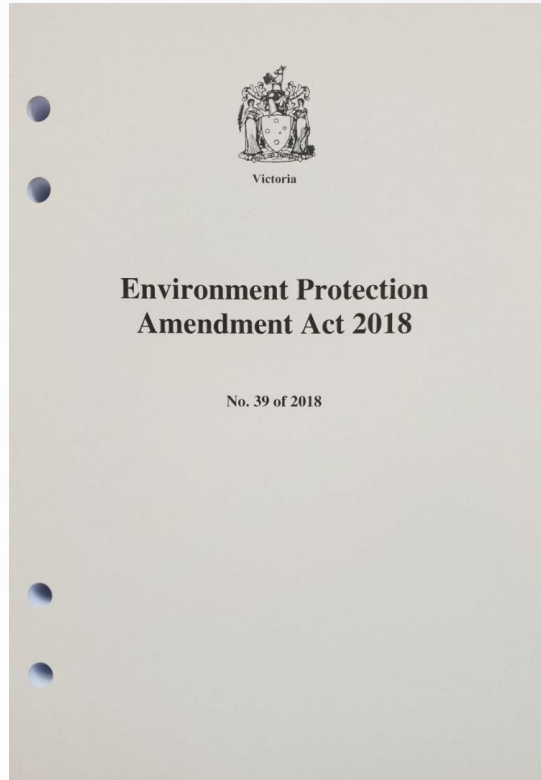 Victoria
Environment Protection
Amendment Act 2018
No. 39 of 2018